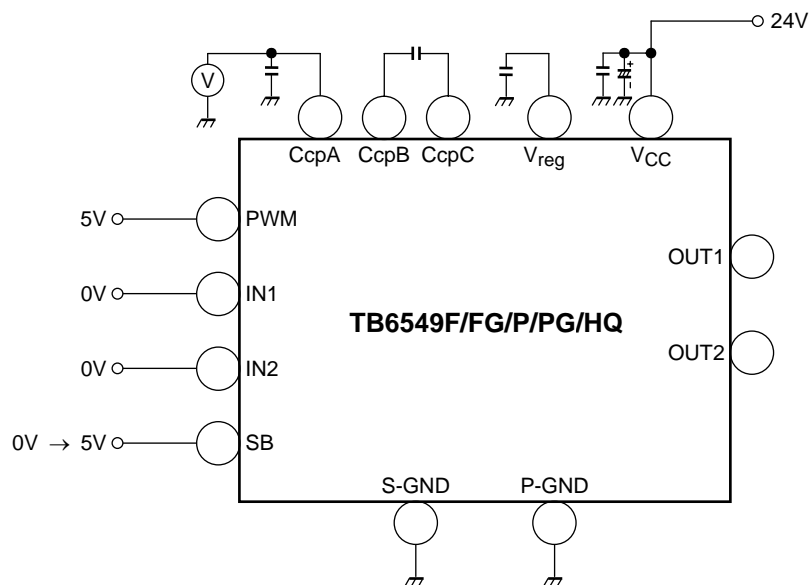 24V
V
+
−
CcpA CcpB CcpC Vreg VCC
5V PWM
OUT1
0V IN1
TB6549F/FG/P/PG/HQ
OUT2
0V IN2
0V → 5V SB
S-GND P-GND